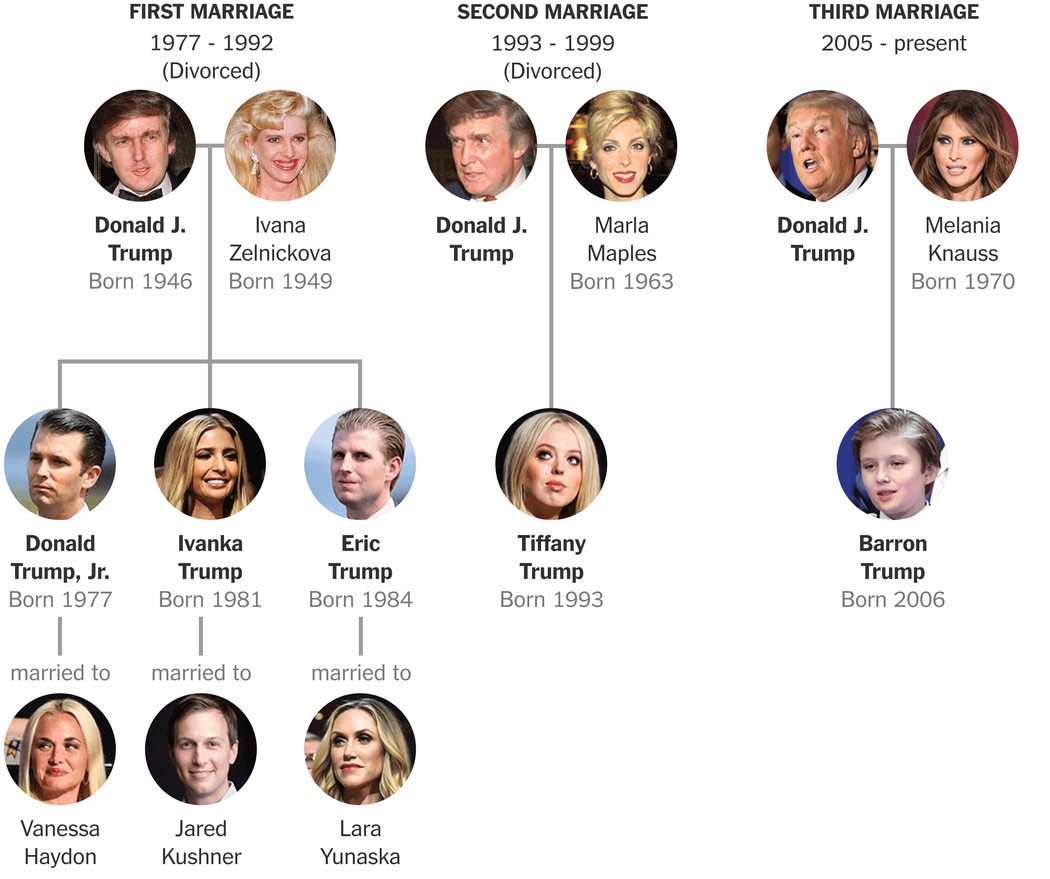 FIRST MARRIAGE
1977 - 1992
(Divorced)
SECOND MARRIAGE
1993 - 1999
(Divorced)
THIRD MARRIAGE
2005 - present
Donald J.
Trump
Born 1946
Ivana
Zelnickova
Born 1949
Donald J.
Trump
Marla
Maples
Born 1963
Donald J.
Trump
Melania
Knauss
Born 1970
Donald
Trump, Jr.
Born 1977
Ivanka
Trump
Born 1981
Eric
Trump
Born 1984
Tiffany
Trump
Born 1993
Barron
Trump
Born 2006
married to
married to
married to
Vanessa
Haydon
Jared
Kushner
Lara
Yunaska